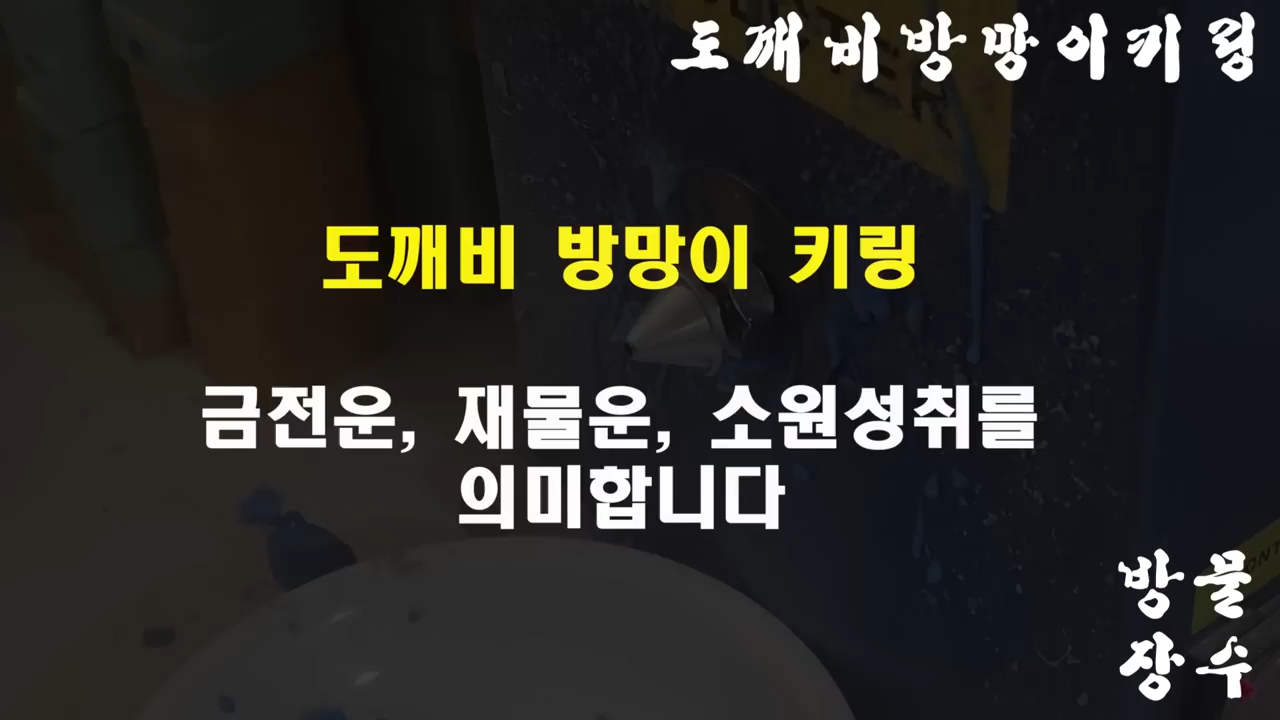 도깨비방망이키링
도깨비 방망이 키링
금전운, 재물운, 소원성취를
의미합니다
방물
장수